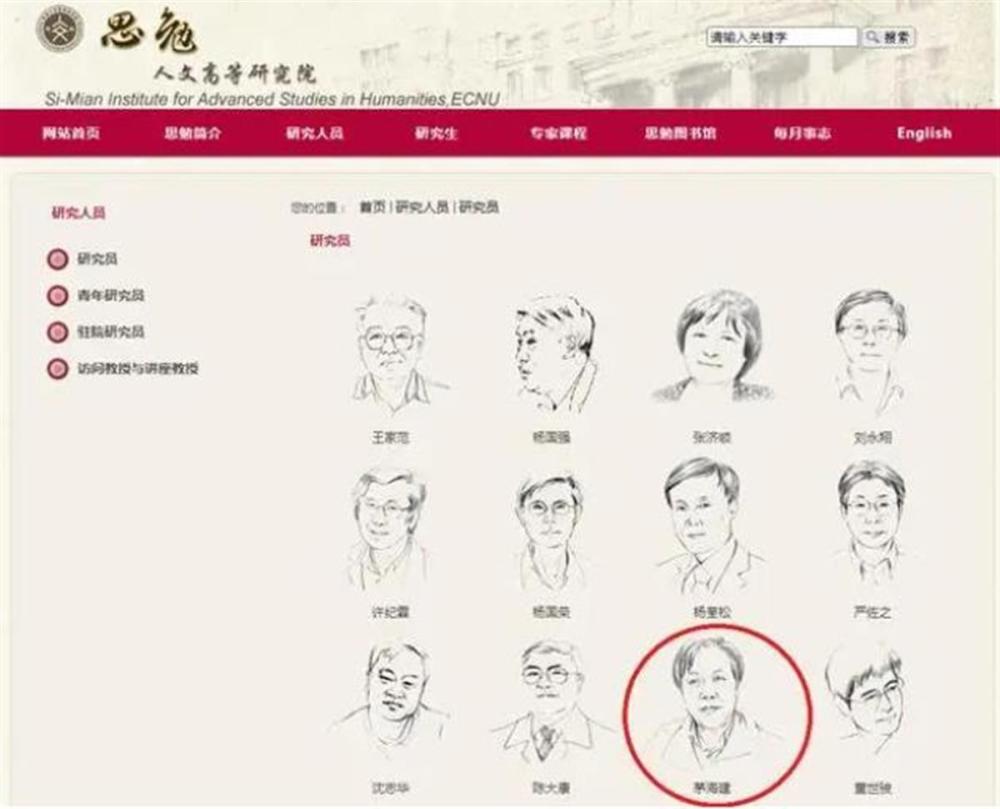 思勉
人文高等研究院
Si-Mian Institute for Advanced Studies in Humanities,ECNU
请输入关键字 搜索
网站首页 思勉简介 研究人员 研究生 专家课程 思勉图书馆 每月事志 English
研究人员
研究员
青年研究员
驻院研究员
访问教授与讲座教授
您的位置： 首页 | 研究人员 | 研究员
研究员
王家范 杨国强 张济顺 刘永翔
许纪霖 杨国荣 杨奎松 严佐之
沈志华 陈大康 茅海建 童世骏